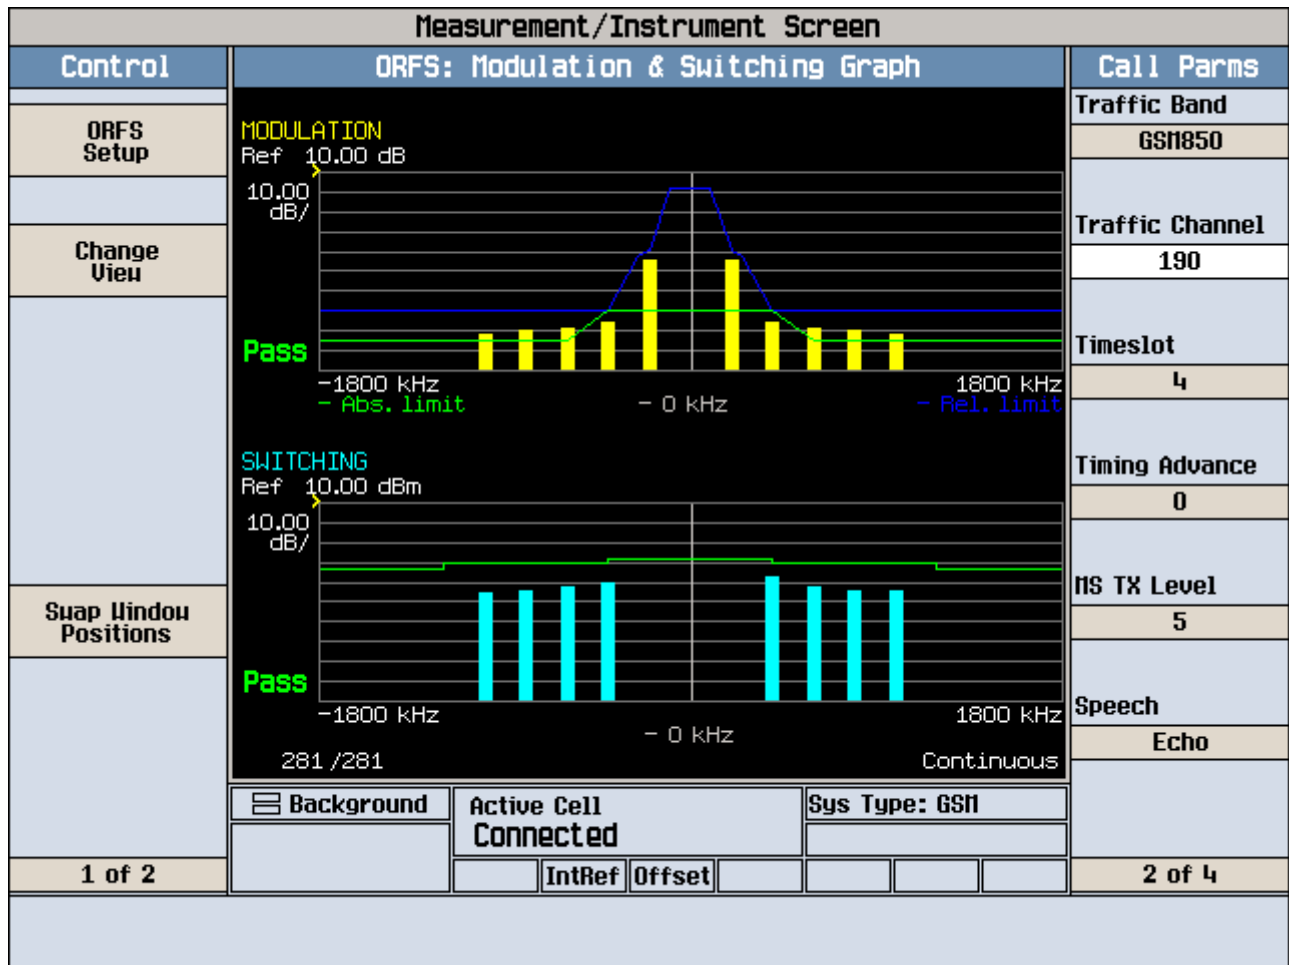 Measurement/Instrument Screen
Control
ORFS
Setup
Change
View
Swap Window
Positions
1 of 2
ORFS: Modulation & Switching Graph
MODULATION
Ref 10.00 dB
10.00
dB/
Pass
-1800 kHz
1800 kHz
- Abs. limit
- 0 kHz
- Rel. limit
SWITCHING
Ref 10.00 dBm
10.00
dB/
Pass
-1800 kHz
1800 kHz
- 0 kHz
281/281
Continuous
Background
Active Cell
Connected
Sys Type: GSM
IntRef
Offset
Call Parms
Traffic Band
GSM850
Traffic Channel
190
Timeslot
4
Timing Advance
0
MS TX Level
5
Speech
Echo
2 of 4